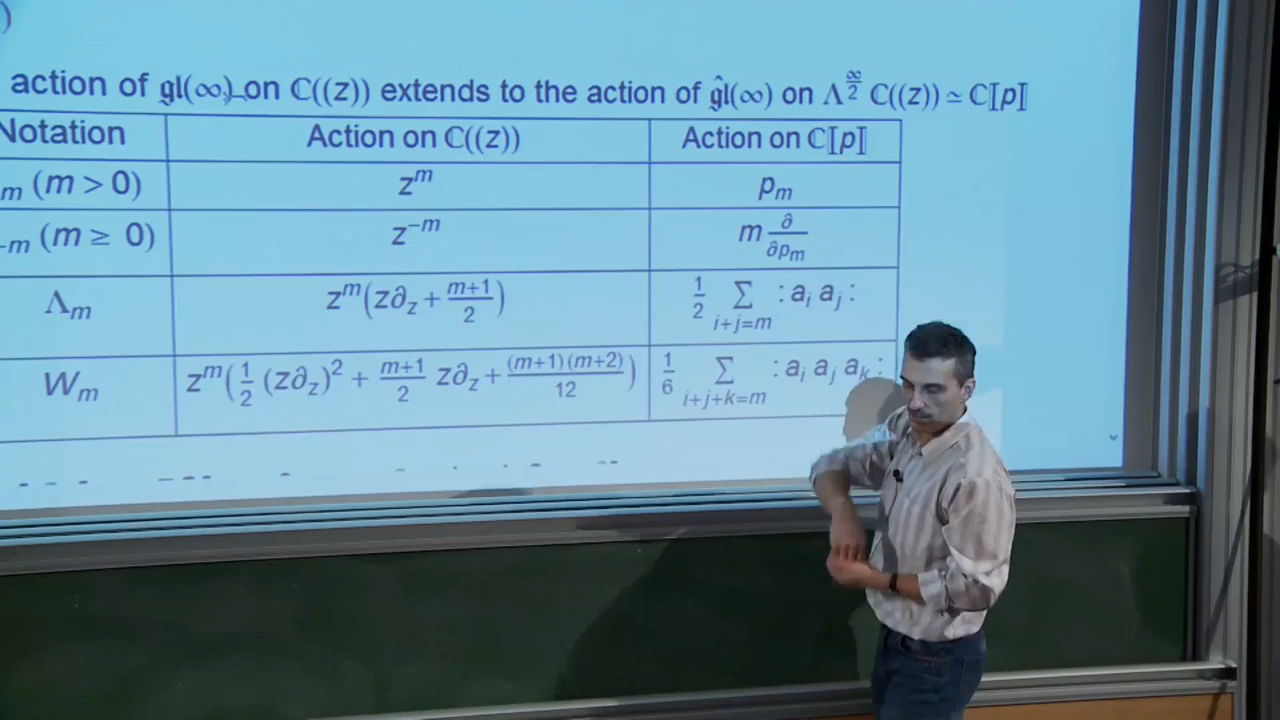 )
action of gl(∞) on ℂ((z)) extends to the action of ĝl(∞) on Λ^{∞/2} ℂ((z)) ≃ ℂ⟦p⟧
Notation Action on ℂ((z)) Action on ℂ⟦p⟧
m (m > 0) z^m p_m
-m (m ≥ 0) z^{-m} m ∂/∂p_m
Λ_m z^m(z∂_z + (m+1)/2) 1/2 ∑_{i+j=m} :a_i a_j:
W_m z^m(1/2 (z∂_z)^2 + (m+1)/2 z∂_z + (m+1)(m+2)/12) 1/6 ∑_{i+j+k=m} :a_i a_j a_k: